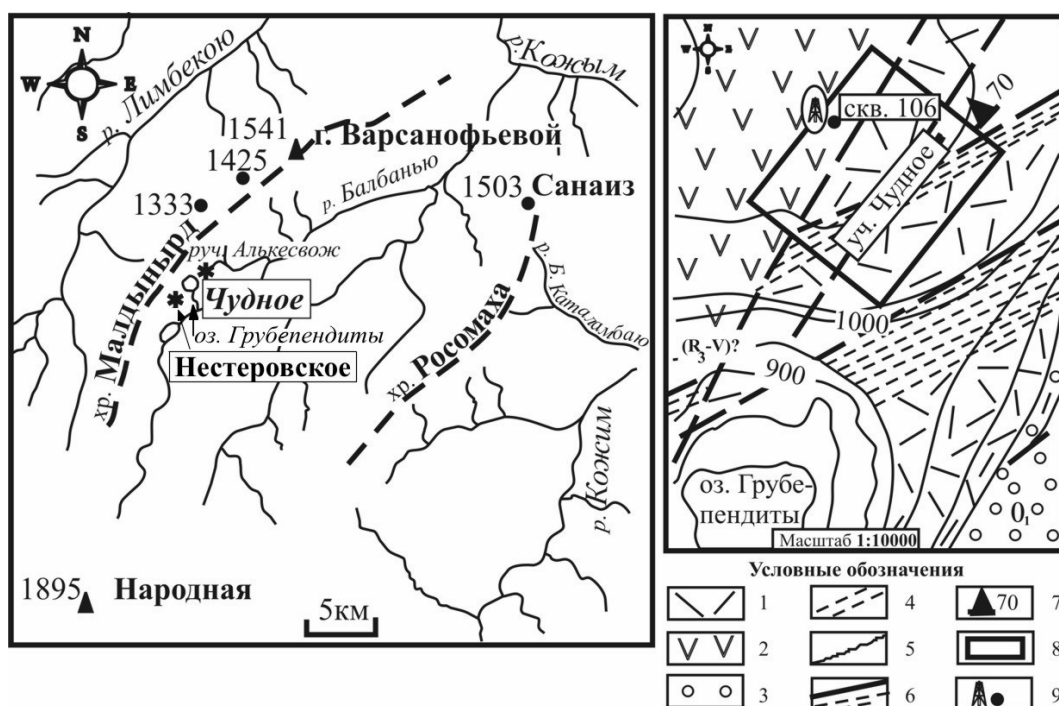 N
W E
S
р. Лимбекою
р. Кожым
1541
г. Варсанофьевой
1425
р. Балбанью
1333
1503 Санаиз
руч. Алькесвож
хр. Малдынырд
Чудное
оз. Грубепендиты
Нестеровское
р. Б. Каталамбаю
хр. Росомаха
р. Кожим
1895 Народная
5км
N
W E
S
скв. 106
70
уч. Чудное
1000
(R3-V)?
900
оз. Грубе-
пендиты
O1
Масштаб 1:10000
Условные обозначения
1 4 70 7
2 5 8
3 6 9